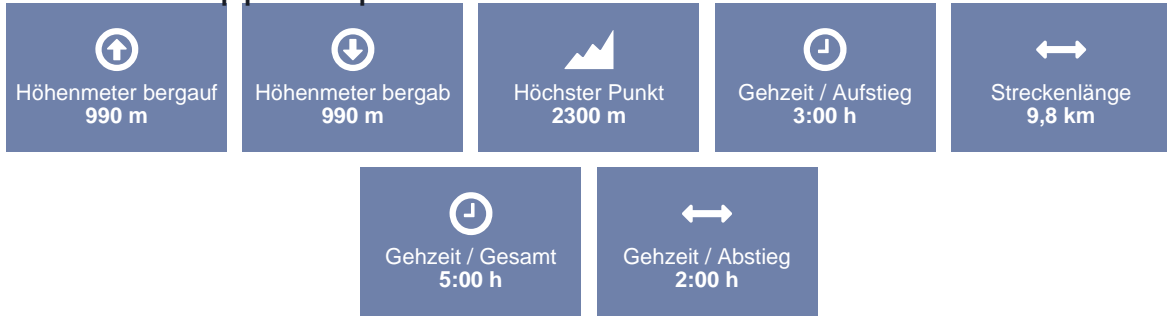 Höhenmeter bergauf
990 m
Höhenmeter bergab
990 m
Höchster Punkt
2300 m
Gehzeit / Aufstieg
3:00 h
Streckenlänge
9,8 km
Gehzeit / Gesamt
5:00 h
Gehzeit / Abstieg
2:00 h